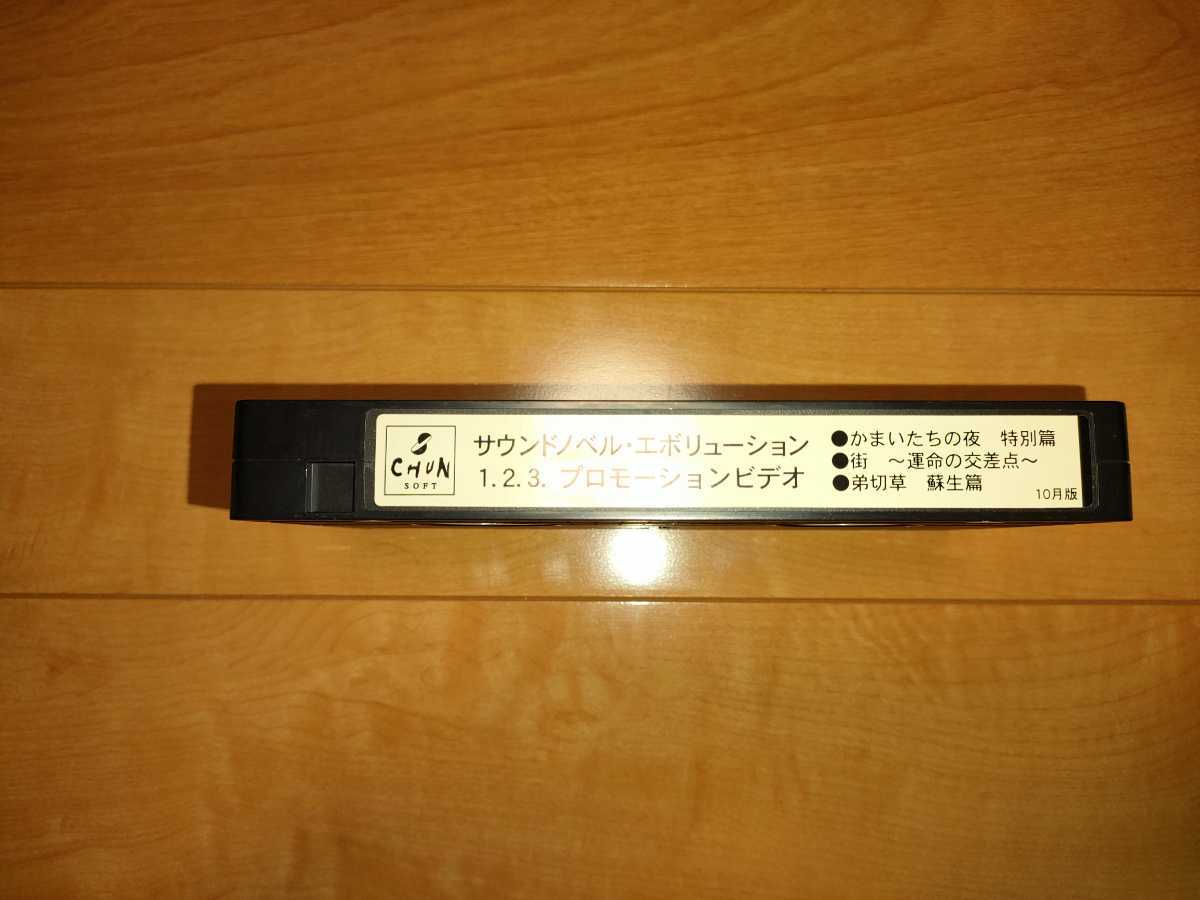 CHUN
SOFT
サウンドノベル・エボリューション
1.2.3. プロモーションビデオ
●かまいたちの夜 特別篇
●街 ～運命の交差点～
●弟切草 蘇生篇
10月版